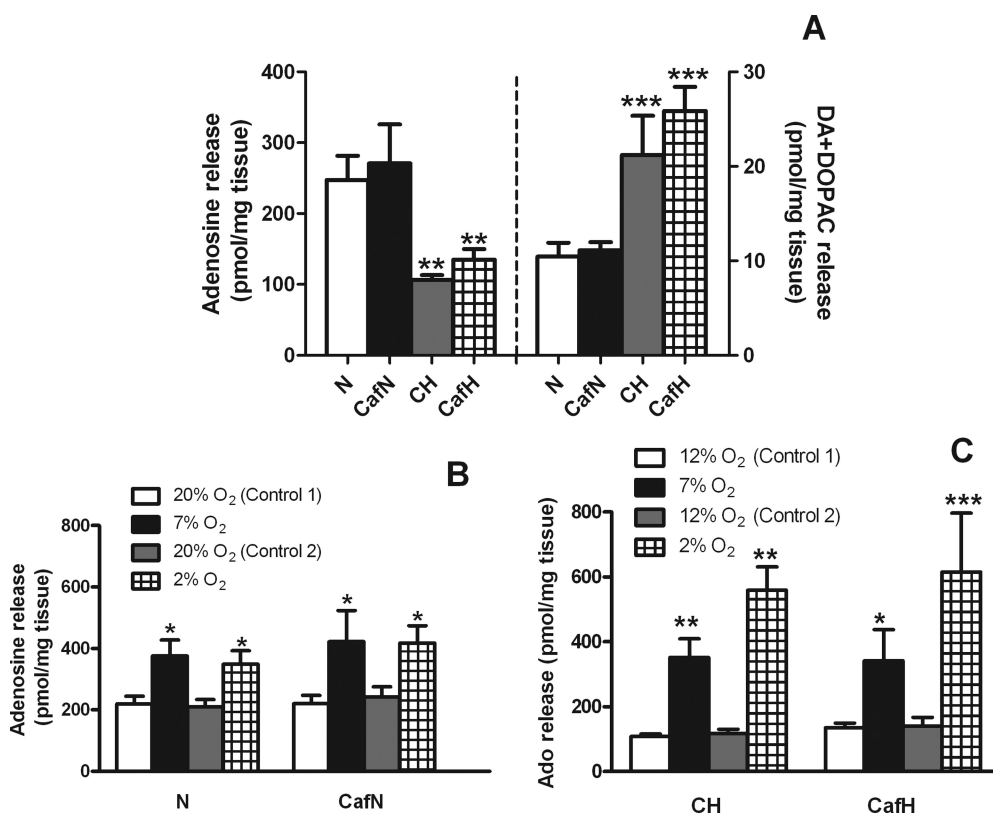 A
Adenosine release
(pmol/mg tissue)
400
300
200
100
0
** **
*** ***
30
20
10
0
DA+DOPAC release
(pmol/mg tissue)
N CafN CH CafH N CafN CH CafH
B
20% O2 (Control 1)
7% O2
20% O2 (Control 2)
2% O2
Adenosine release
(pmol/mg tissue)
800
600
400
200
0
* * * *
N CafN
C
12% O2 (Control 1)
7% O2
12% O2 (Control 2)
2% O2
Ado release (pmol/mg tissue)
800
600
400
200
0
** ** * ***
CH CafH